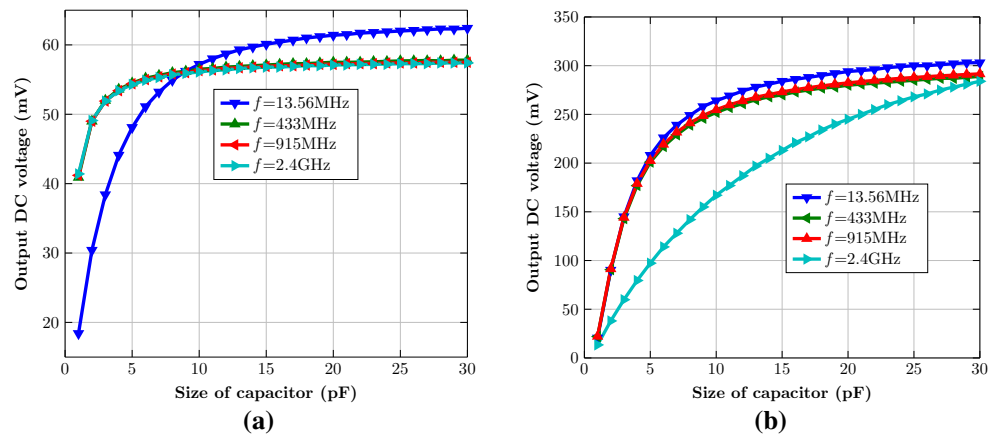 60
50
40
30
20
0
5
10
15
20
25
30
Output DC voltage (mV)
Size of capacitor (pF)
f=13.56MHz
f=433MHz
f=915MHz
f=2.4GHz
(a)
350
300
250
200
150
100
50
0
0
5
10
15
20
25
30
Output DC voltage (mV)
Size of capacitor (pF)
f=13.56MHz
f=433MHz
f=915MHz
f=2.4GHz
(b)